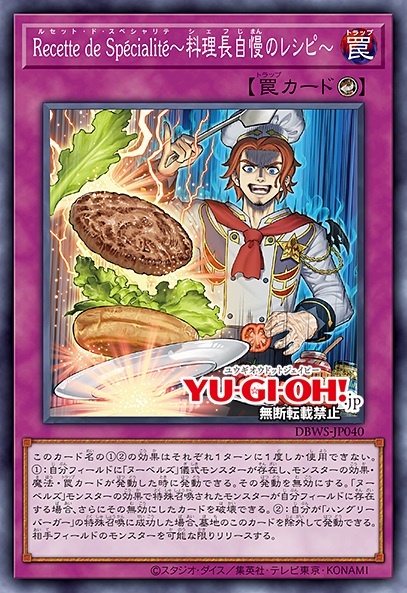 ルセット・ド・スペシャリテ シェフじまん
Recette de Spécialité～料理長自慢のレシピ～
トラップ
罠
トラップ
【罠カード】
ユウギオウドットジェイピー
YU-GI-OH!.jp
無断転載禁止
DBWS-JP040
このカード名の①②の効果はそれぞれ1ターンに1度しか使用できない。
①:自分フィールドに「ヌーベルズ」儀式モンスターが存在し、モンスターの効果・
魔法・罠カードが発動した時に発動できる。その発動を無効にする。「ヌー
ベルズ」モンスターの効果で特殊召喚されたモンスターが自分フィールドに存在
する場合、さらにその無効にしたカードを破壊できる。②:自分が「ハングリー
バーガー」の特殊召喚に成功した場合、墓地のこのカードを除外して発動できる。
相手フィールドのモンスターを可能な限りリリースする。
©スタジオ・ダイス／集英社・テレビ東京・KONAMI